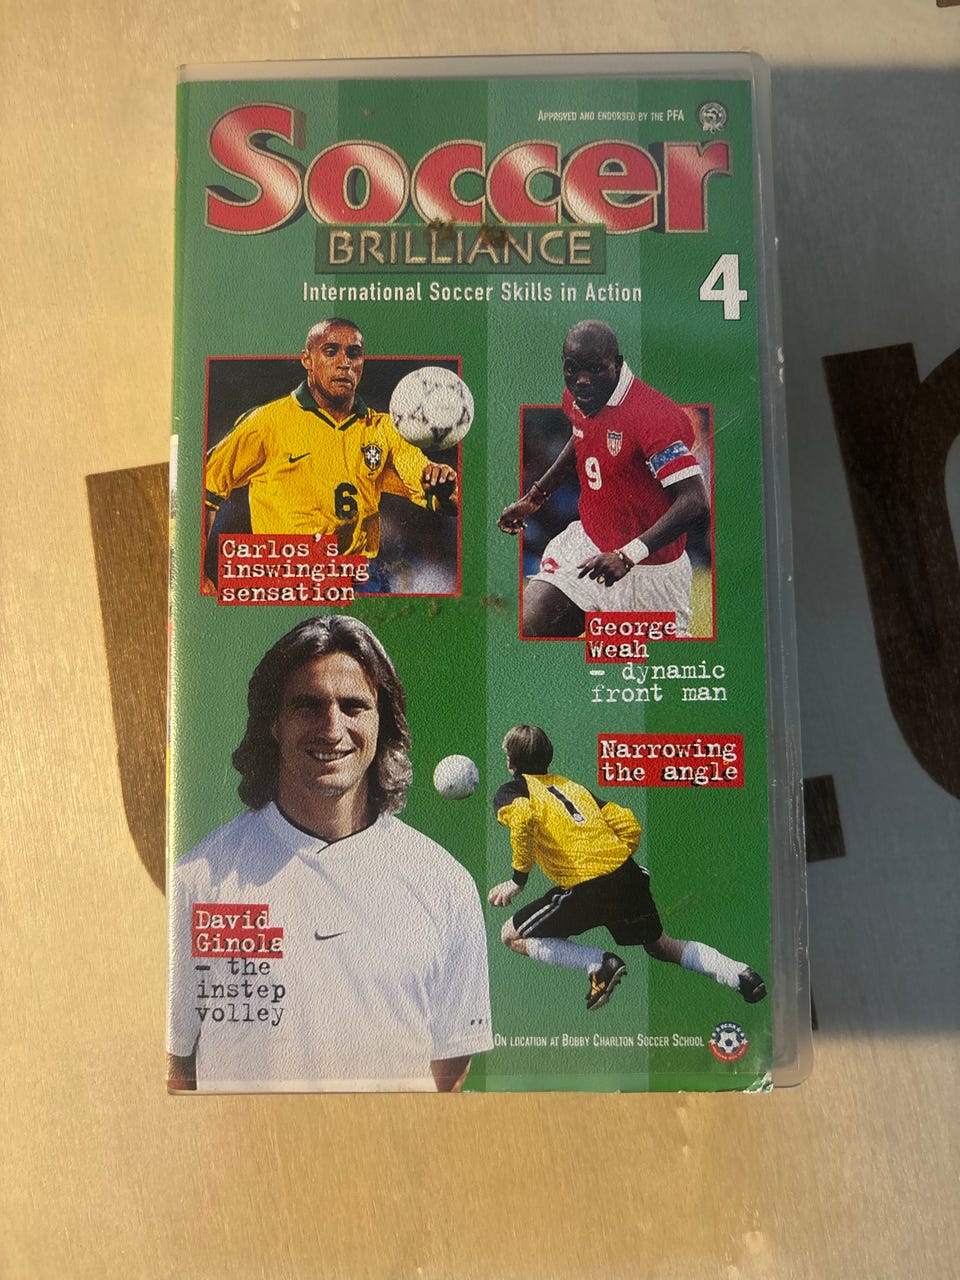 APPROVED AND ENDORSED BY THE PFA
Soccer
BRILLIANCE
International Soccer Skills in Action
4
6
9
Carlos's
inswinging
sensation
George
Weah
– dynamic
front man
Narrowing
the angle
1
David
Ginola
– the
instep
volley
ON LOCATION AT BOBBY CHARLTON SOCCER SCHOOL